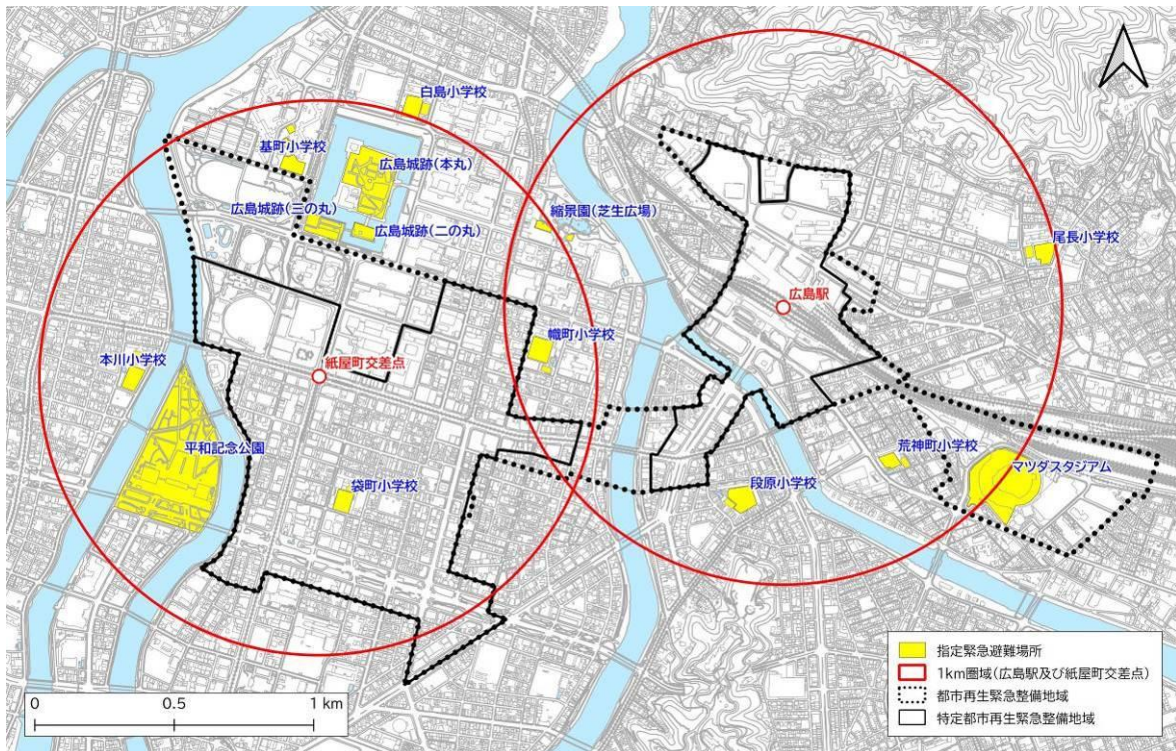 白島小学校
基町小学校
広島城跡(本丸)
広島城跡(三の丸)
広島城跡(二の丸)
縮景園(芝生広場)
尾長小学校
広島駅
幟町小学校
本川小学校
紙屋町交差点
平和記念公園
荒神町小学校
マツダスタジアム
袋町小学校
段原小学校
指定緊急避難場所
1km圏域(広島駅及び紙屋町交差点)
都市再生緊急整備地域
特定都市再生緊急整備地域
0 0.5 1 km